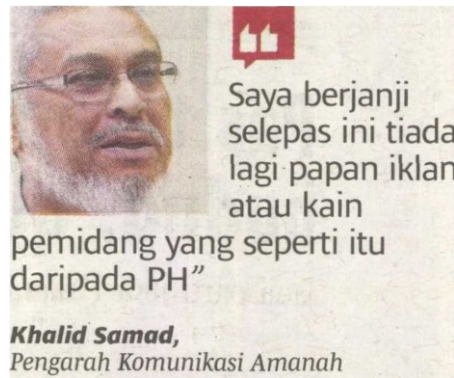 Saya berjanji
selepas ini tiada
lagi papan iklan
atau kain
pemidang yang seperti itu
daripada PH”
Khalid Samad,
Pengarah Komunikasi Amanah